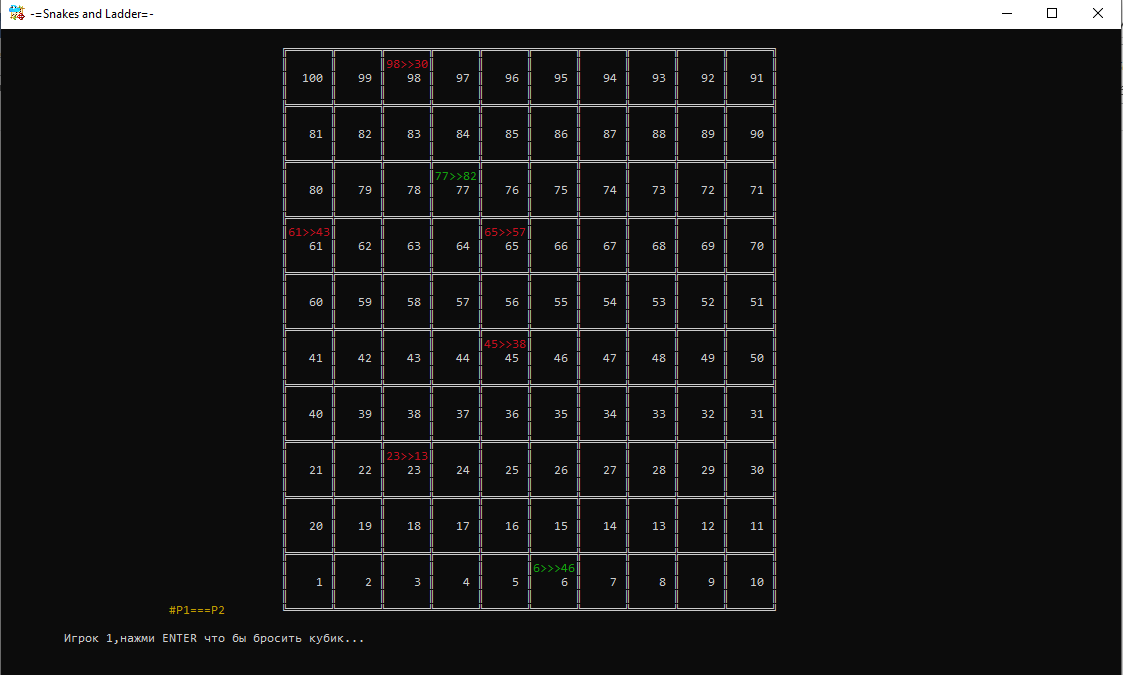 -=Snakes and Ladder=-
98>>30
100 99 98 97 96 95 94 93 92 91
81 82 83 84 85 86 87 88 89 90
77>>82
80 79 78 77 76 75 74 73 72 71
61>>43 65>>57
61 62 63 64 65 66 67 68 69 70
60 59 58 57 56 55 54 53 52 51
45>>38
41 42 43 44 45 46 47 48 49 50
40 39 38 37 36 35 34 33 32 31
23>>13
21 22 23 24 25 26 27 28 29 30
20 19 18 17 16 15 14 13 12 11
6>>>46
1 2 3 4 5 6 7 8 9 10
#P1===P2
Игрок 1,нажми ENTER что бы бросить кубик...